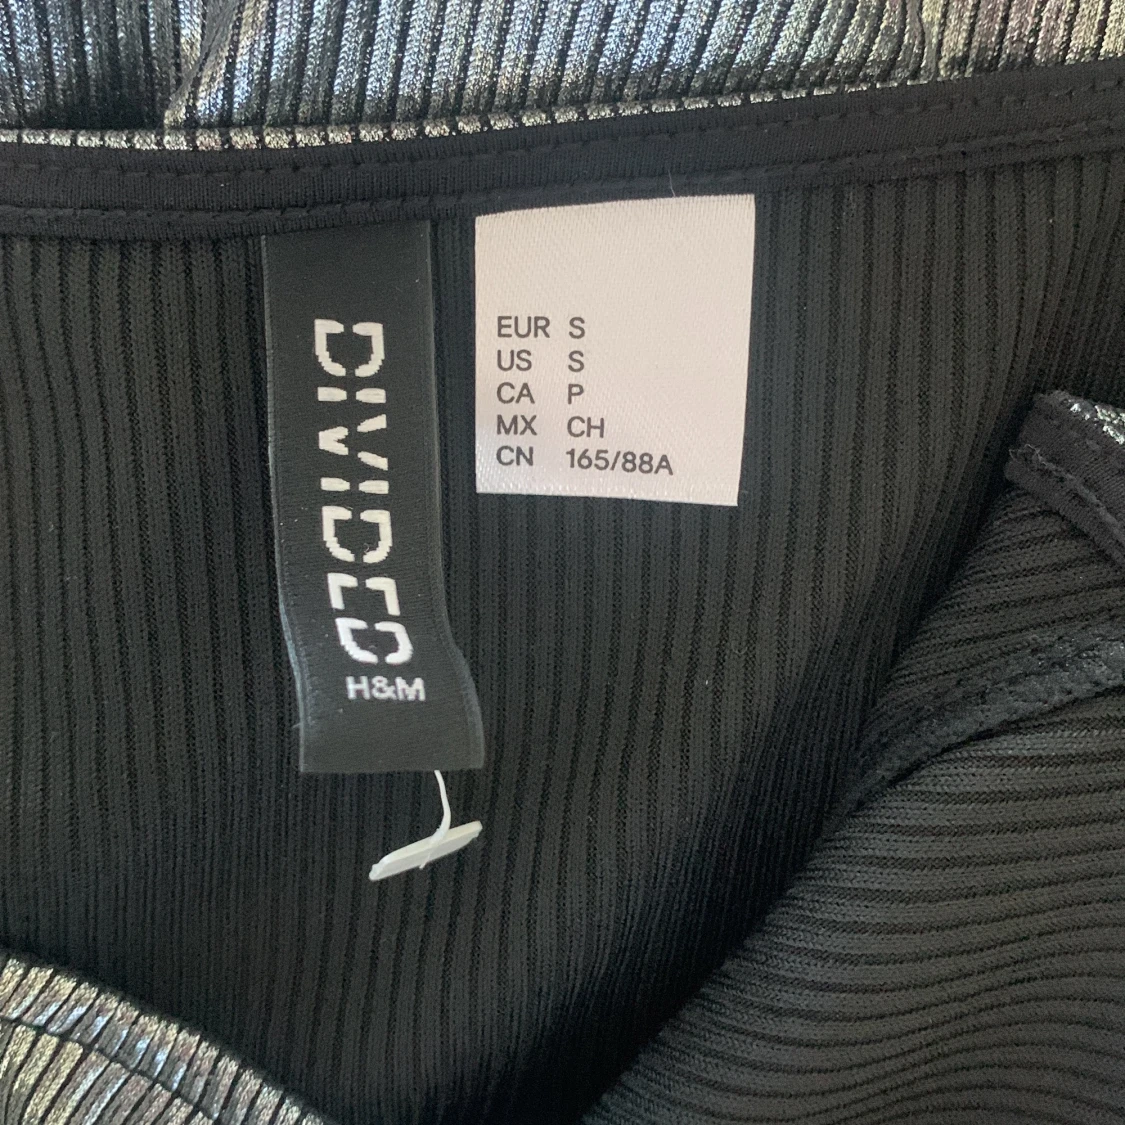 DIVIDED
H&M
EUR S
US S
CA P
MX CH
CN 165/88A